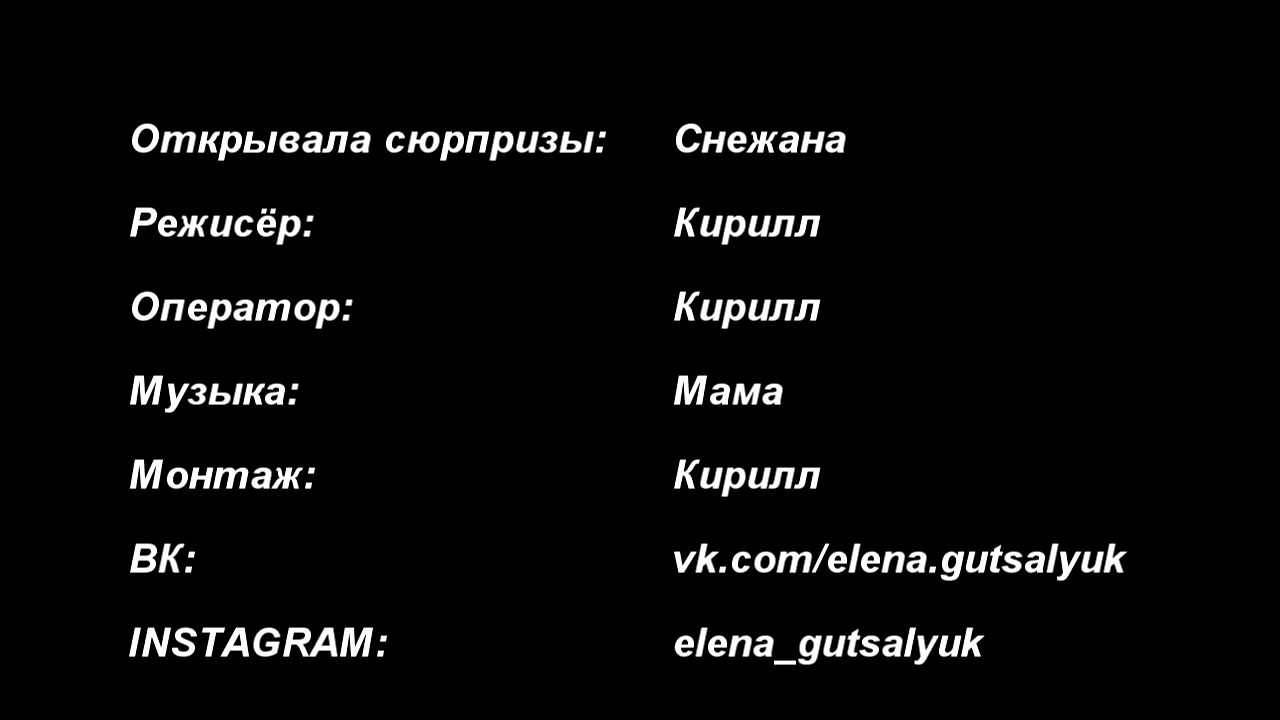 Открывала сюрпризы: Снежана
Режисёр: Кирилл
Оператор: Кирилл
Музыка: Мама
Монтаж: Кирилл
ВК: vk.com/elena.gutsalyuk
INSTAGRAM: elena_gutsalyuk